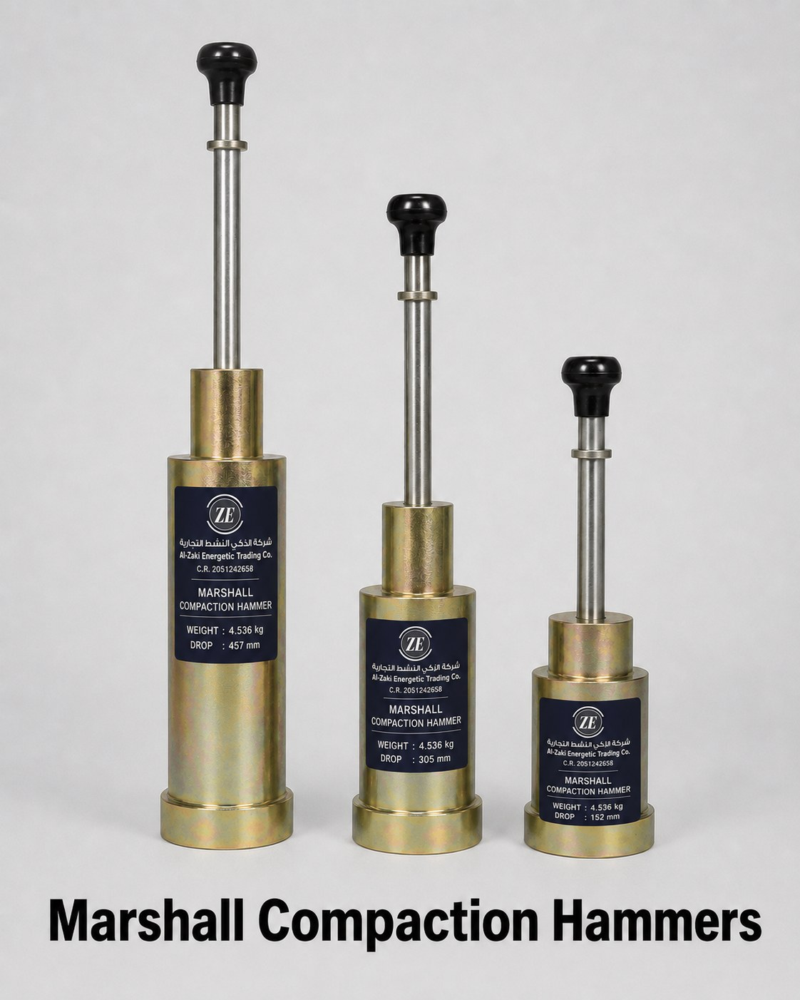 ZE
شركة الذكي النشط التجارية
Al-Zaki Energetic Trading Co.
C.R. 2051242658
MARSHALL
COMPACTION HAMMER
WEIGHT : 4.536 kg
DROP : 457 mm
ZE
شركة الزكي النشط التجارية
Al-Zaki Energetic Trading Co.
C.R. 2051242658
MARSHALL
COMPACTION HAMMER
WEIGHT : 4.536 kg
DROP : 305 mm
ZE
شركة الزكي النشط التجارية
Al-Zaki Energetic Trading Co.
C.R. 2051242658
MARSHALL
COMPACTION HAMMER
WEIGHT : 4.536 kg
DROP : 152 mm
Marshall Compaction Hammers